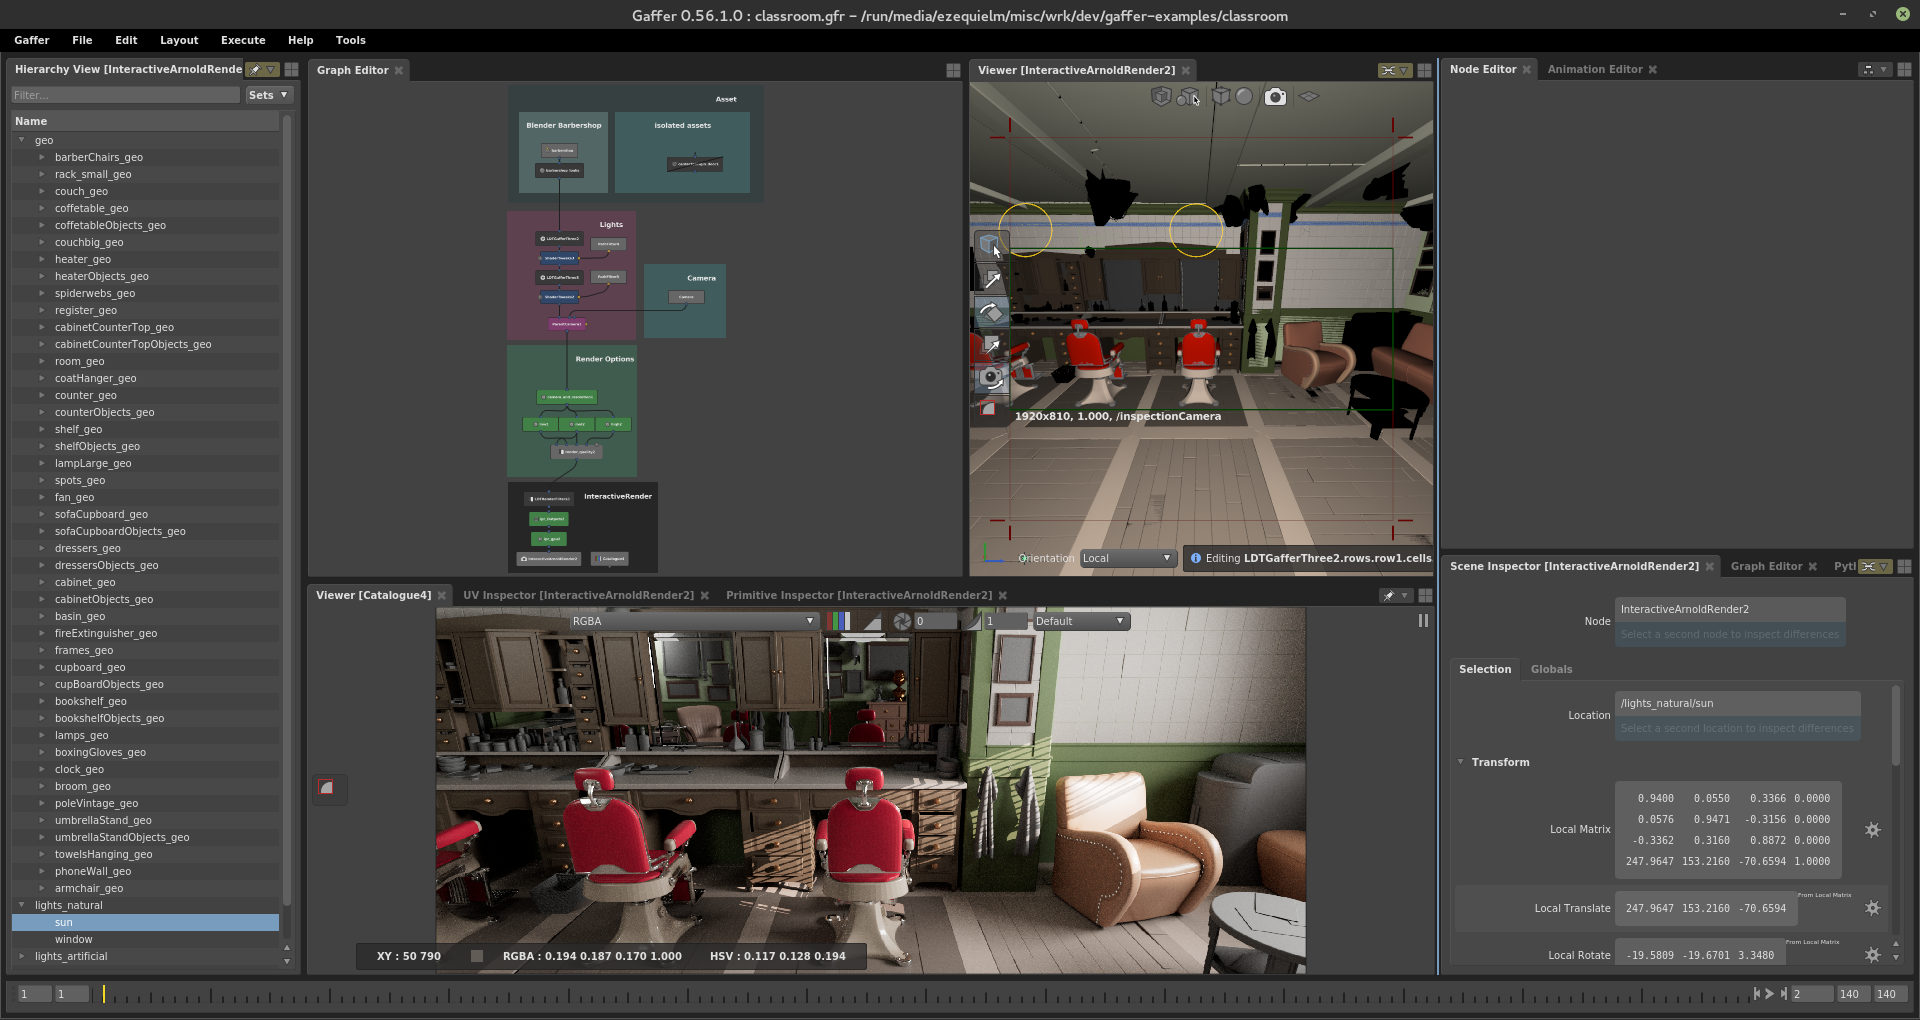 Gaffer 0.56.1.0 : classroom.gfr – /run/media/ezequielm/misc/wrk/dev/gaffer-examples/classroom
Gaffer File Edit Layout Execute Help Tools
Hierarchy View [InteractiveArnoldRende
Filter...
Sets
Name
geo
barberChairs_geo
rack_small_geo
couch_geo
coffetable_geo
coffetableObjects_geo
couchbig_geo
heater_geo
heaterObjects_geo
spiderwebs_geo
register_geo
cabinetCounterTop_geo
cabinetCounterTopObjects_geo
room_geo
coatHanger_geo
counter_geo
counterObjects_geo
shelf_geo
shelfObjects_geo
lampLarge_geo
spots_geo
fan_geo
sofaCupboard_geo
sofaCupboardObjects_geo
dressers_geo
dressersObjects_geo
cabinet_geo
cabinetObjects_geo
basin_geo
fireExtinguisher_geo
frames_geo
cupboard_geo
cupBoardObjects_geo
bookshelf_geo
bookshelfObjects_geo
lamps_geo
boxingGloves_geo
clock_geo
broom_geo
poleVintage_geo
umbrellaStand_geo
umbrellaStandObjects_geo
towelsHanging_geo
phoneWall_geo
armchair_geo
lights_natural
sun
window
lights_artificial
Graph Editor
Asset
Blender Barbershop
isolated assets
Lights
LDTGafferThree2
Camera
Camera
Render Options
InteractiveRender
Viewer [InteractiveArnoldRender2]
1920x810, 1.000, /inspectionCamera
Orientation Local
Editing LDTGafferThree2.rows.row1.cells
Viewer [Catalogue4]
UV Inspector [InteractiveArnoldRender2]
Primitive Inspector [InteractiveArnoldRender2]
RGBA
0
1
Default
XY : 50 790
RGBA : 0.194 0.187 0.170 1.000
HSV : 0.117 0.128 0.194
Node Editor
Animation Editor
Scene Inspector [InteractiveArnoldRender2]
Graph Editor
Pytl
Node
InteractiveArnoldRender2
Select a second node to inspect differences
Selection
Globals
Location
/lights_natural/sun
Select a second location to inspect differences
Transform
Local Matrix
0.9400 0.0550 0.3366 0.0000
0.0576 0.9471 -0.3156 0.0000
-0.3362 0.3160 0.8872 0.0000
247.9647 153.2160 -70.6594 1.0000
Local Translate
247.9647 153.2160 -70.6594
From Local Matrix
Local Rotate
-19.5809 -19.6701 3.3480
From Local Matrix
1 1
2 140 140